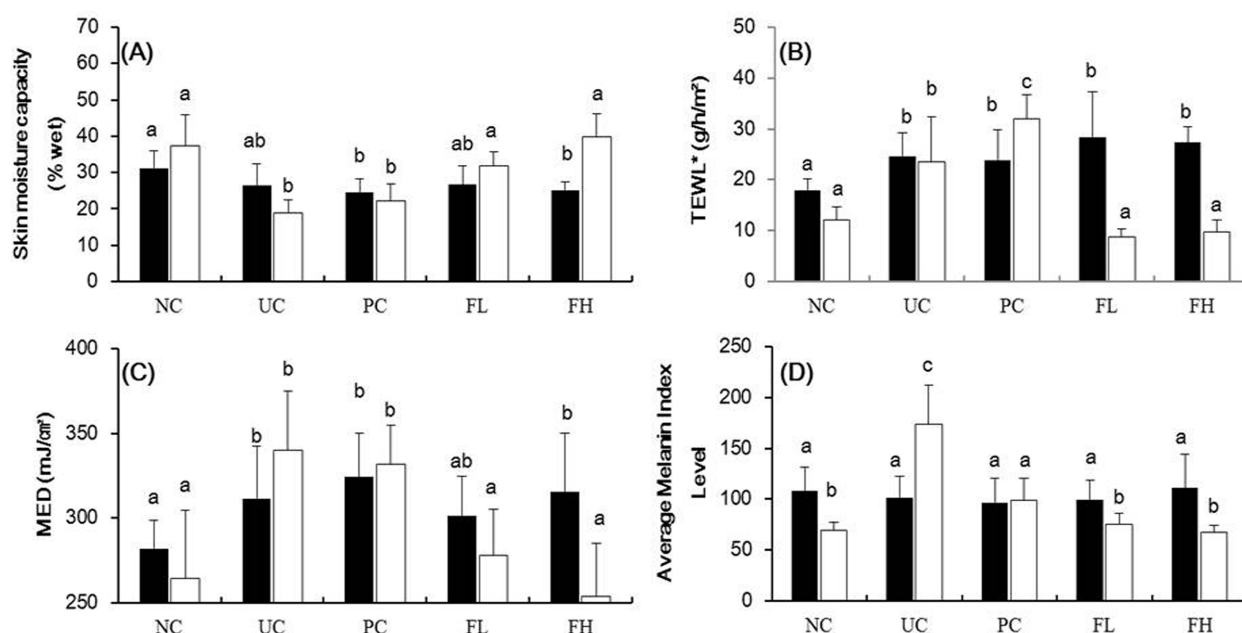 (A)
Skin moisture capacity
(% wet)
70
60
50
40
30
20
10
0
a a ab b b b ab a b a
NC UC PC FL FH
(B)
TEWL* (g/h/m²)
50
40
30
20
10
0
a a b b b c b a b a
NC UC PC FL FH
(C)
MED (mJ/㎠)
400
350
300
250
a a b b b b ab a b a
NC UC PC FL FH
(D)
Average Melanin Index
Level
250
200
150
100
50
0
a b a c a a a b a b
NC UC PC FL FH